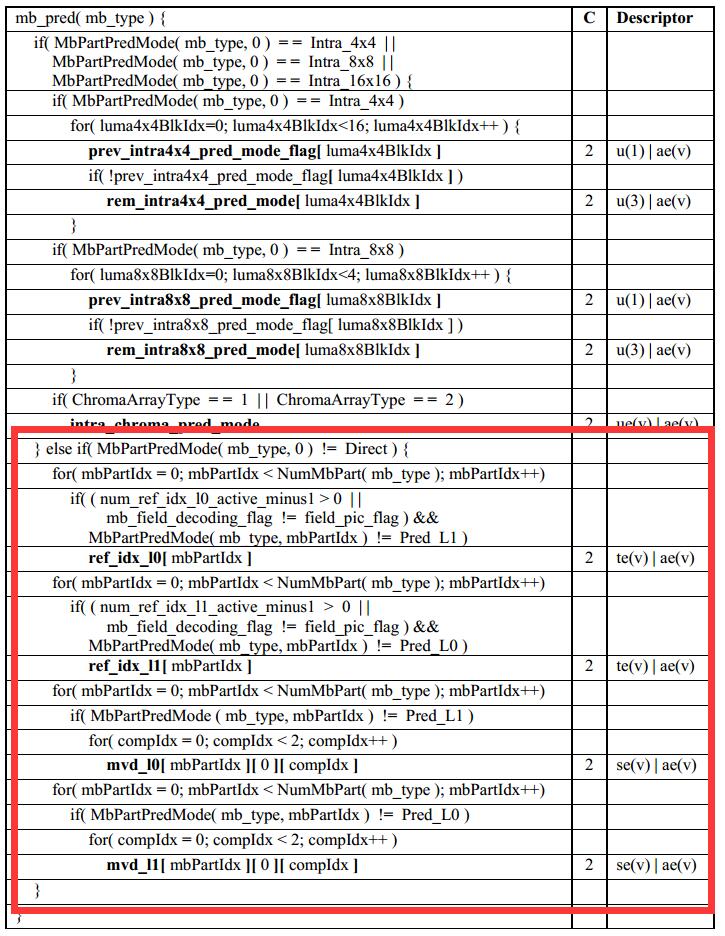 mb_pred( mb_type ) { C Descriptor
if( MbPartPredMode( mb_type, 0 ) == Intra_4x4 ||
MbPartPredMode( mb_type, 0 ) == Intra_8x8 ||
MbPartPredMode( mb_type, 0 ) == Intra_16x16 ) {
if( MbPartPredMode( mb_type, 0 ) == Intra_4x4 )
for( luma4x4BlkIdx=0; luma4x4BlkIdx<16; luma4x4BlkIdx++ ) {
prev_intra4x4_pred_mode_flag[ luma4x4BlkIdx ] 2 u(1) | ae(v)
if( !prev_intra4x4_pred_mode_flag[ luma4x4BlkIdx ] )
rem_intra4x4_pred_mode[ luma4x4BlkIdx ] 2 u(3) | ae(v)
}
if( MbPartPredMode( mb_type, 0 ) == Intra_8x8 )
for( luma8x8BlkIdx=0; luma8x8BlkIdx<4; luma8x8BlkIdx++ ) {
prev_intra8x8_pred_mode_flag[ luma8x8BlkIdx ] 2 u(1) | ae(v)
if( !prev_intra8x8_pred_mode_flag[ luma8x8BlkIdx ] )
rem_intra8x8_pred_mode[ luma8x8BlkIdx ] 2 u(3) | ae(v)
}
if( ChromaArrayType == 1 || ChromaArrayType == 2 )
intra_chroma_pred_mode 2 ue(v) | ae(v)
} else if( MbPartPredMode( mb_type, 0 ) != Direct ) {
for( mbPartIdx = 0; mbPartIdx < NumMbPart( mb_type ); mbPartIdx++)
if( ( num_ref_idx_l0_active_minus1 > 0 ||
mb_field_decoding_flag != field_pic_flag ) &&
MbPartPredMode( mb_type, mbPartIdx ) != Pred_L1 )
ref_idx_l0[ mbPartIdx ] 2 te(v) | ae(v)
for( mbPartIdx = 0; mbPartIdx < NumMbPart( mb_type ); mbPartIdx++)
if( ( num_ref_idx_l1_active_minus1 > 0 ||
mb_field_decoding_flag != field_pic_flag ) &&
MbPartPredMode( mb_type, mbPartIdx ) != Pred_L0 )
ref_idx_l1[ mbPartIdx ] 2 te(v) | ae(v)
for( mbPartIdx = 0; mbPartIdx < NumMbPart( mb_type ); mbPartIdx++)
if( MbPartPredMode ( mb_type, mbPartIdx ) != Pred_L1 )
for( compIdx = 0; compIdx < 2; compIdx++ )
mvd_l0[ mbPartIdx ][ 0 ][ compIdx ] 2 se(v) | ae(v)
for( mbPartIdx = 0; mbPartIdx < NumMbPart( mb_type ); mbPartIdx++)
if( MbPartPredMode( mb_type, mbPartIdx ) != Pred_L0 )
for( compIdx = 0; compIdx < 2; compIdx++ )
mvd_l1[ mbPartIdx ][ 0 ][ compIdx ] 2 se(v) | ae(v)
}
}